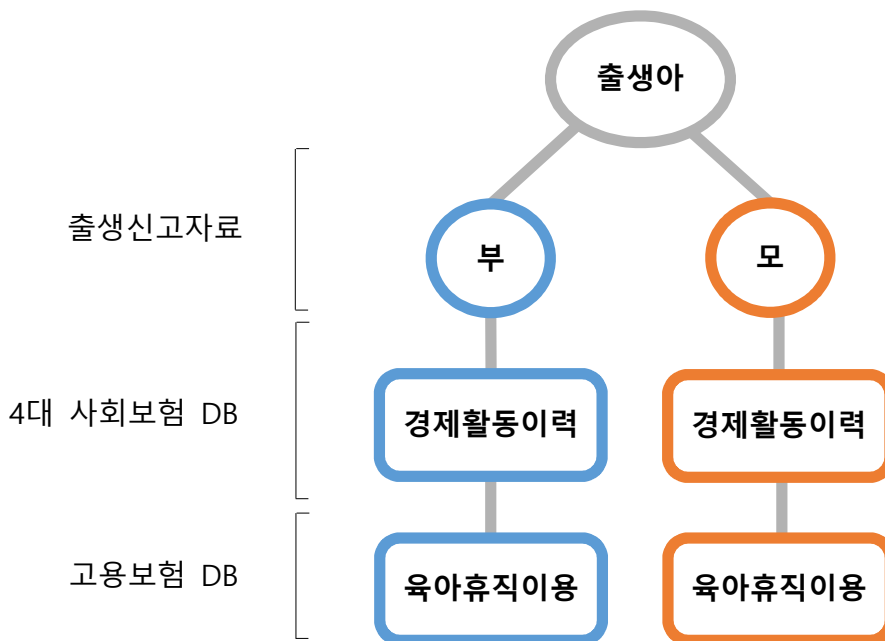 출생아
출생신고자료
부
모
4대 사회보험 DB
경제활동이력
경제활동이력
고용보험 DB
육아휴직이용
육아휴직이용